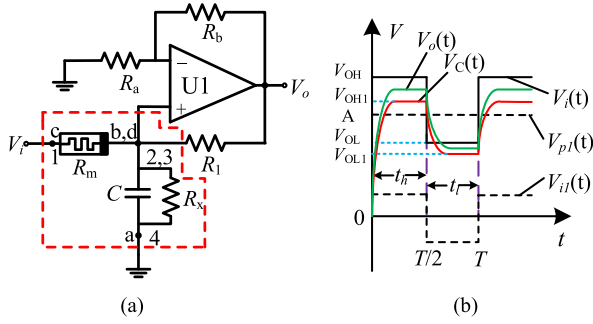 (a)
R_b
R_a
−
U1
+
V_o
V_i
c
1
R_m
b,d
2,3
R_1
C
R_x
a
4
(b)
V
V_o(t)
V_C(t)
V_OH
V_OH1
A
V_OL
V_OL1
V_i(t)
V_p1(t)
V_i1(t)
t_h
t_l
0
T/2
T
t